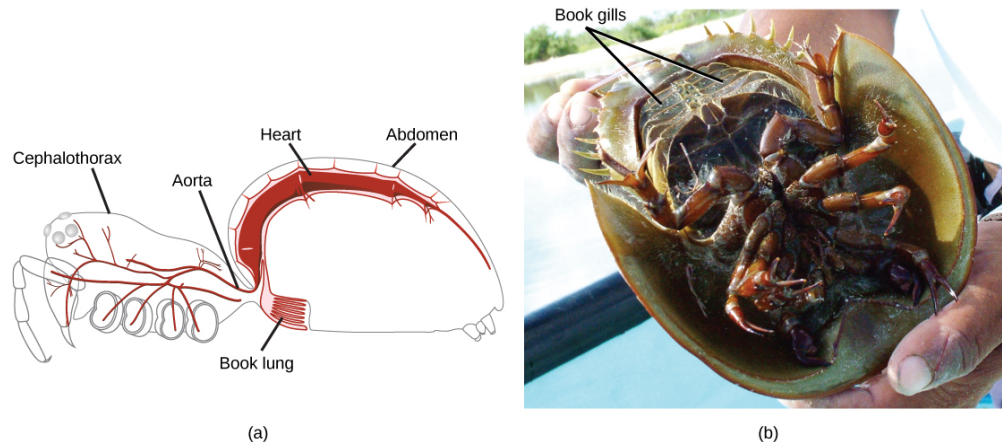 Book gills
Heart
Abdomen
Cephalothorax
Aorta
Book lung
(a)
(b)